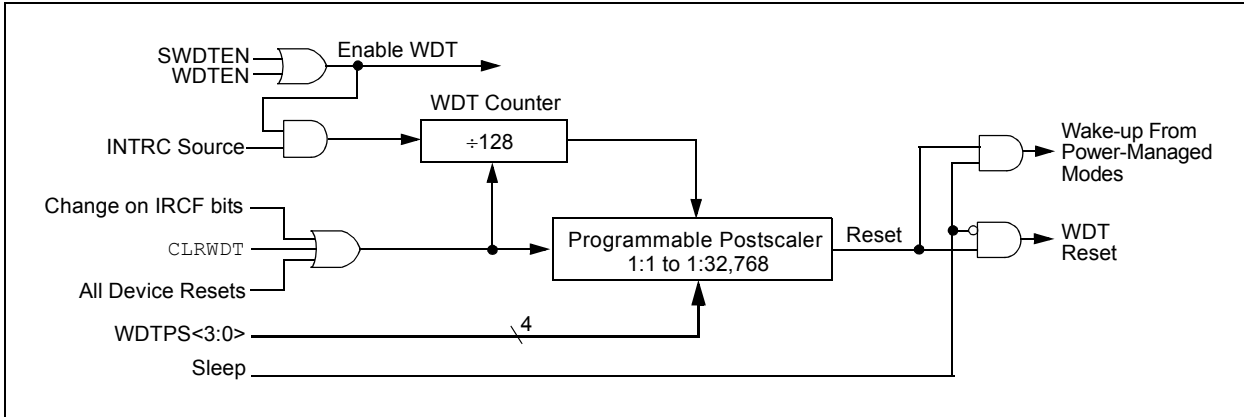 SWDTEN
WDTEN
Enable WDT
WDT Counter
INTRC Source
÷128
Wake-up From
Power-Managed
Modes
Change on IRCF bits
CLRWDT
All Device Resets
Programmable Postscaler
1:1 to 1:32,768
Reset
WDT
Reset
WDTPS<3:0>
4
Sleep